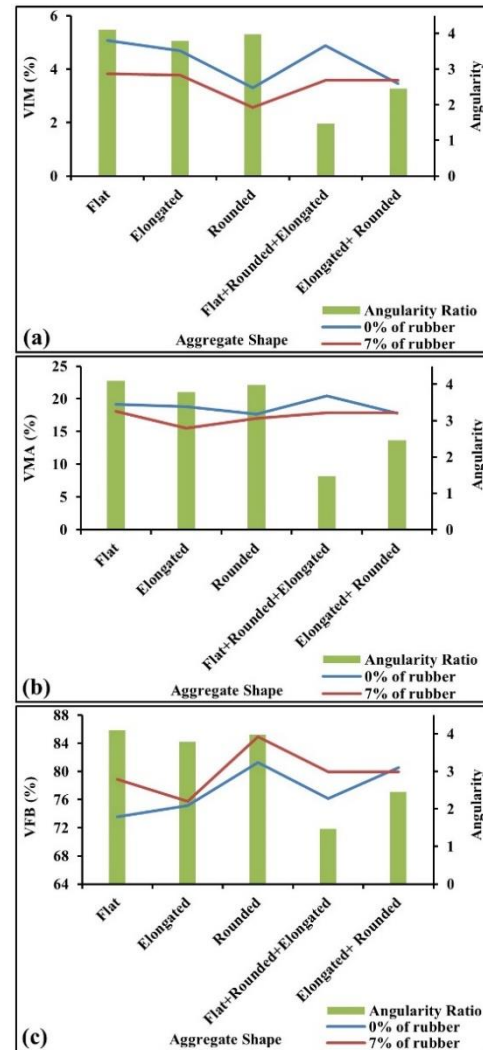 6
4
2
0
VIM (%)
4
3
2
1
0
Angularity
Flat
Elongated
Rounded
Flat+Rounded+Elongated
Elongated+ Rounded
Aggregate Shape
Angularity Ratio
0% of rubber
7% of rubber
(a)
25
20
15
10
5
0
VMA (%)
4
3
2
1
0
Angularity
Flat
Elongated
Rounded
Flat+Rounded+Elongated
Elongated+ Rounded
Aggregate Shape
Angularity Ratio
0% of rubber
7% of rubber
(b)
88
84
80
76
72
68
64
VFB (%)
4
3
2
1
0
Angularity
Flat
Elongated
Rounded
Flat+Rounded+Elongated
Elongated+ Rounded
Aggregate Shape
Angularity Ratio
0% of rubber
7% of rubber
(c)